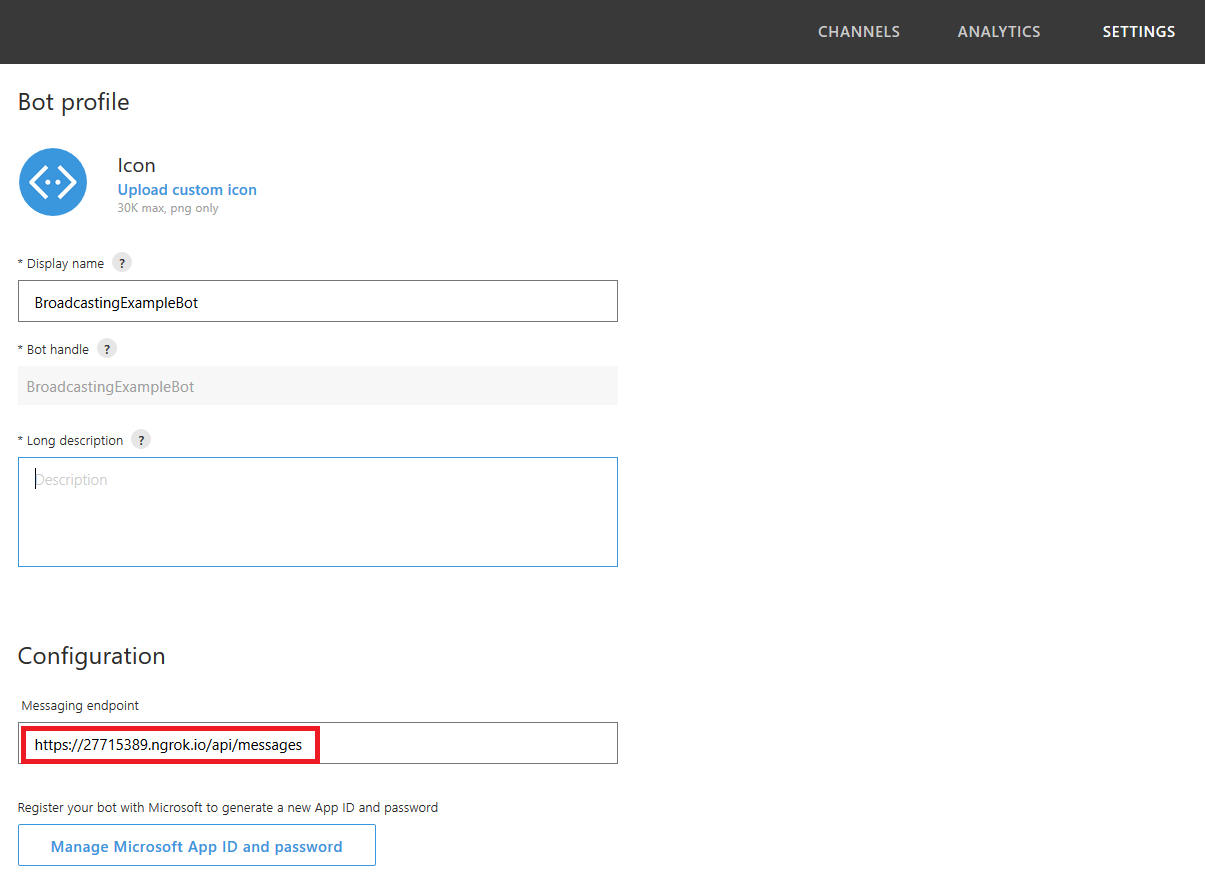 CHANNELS ANALYTICS SETTINGS
Bot profile
Icon
Upload custom icon
30K max, png only
* Display name ?
BroadcastingExampleBot
* Bot handle ?
BroadcastingExampleBot
* Long description ?
Description
Configuration
Messaging endpoint
https://27715389.ngrok.io/api/messages
Register your bot with Microsoft to generate a new App ID and password
Manage Microsoft App ID and password